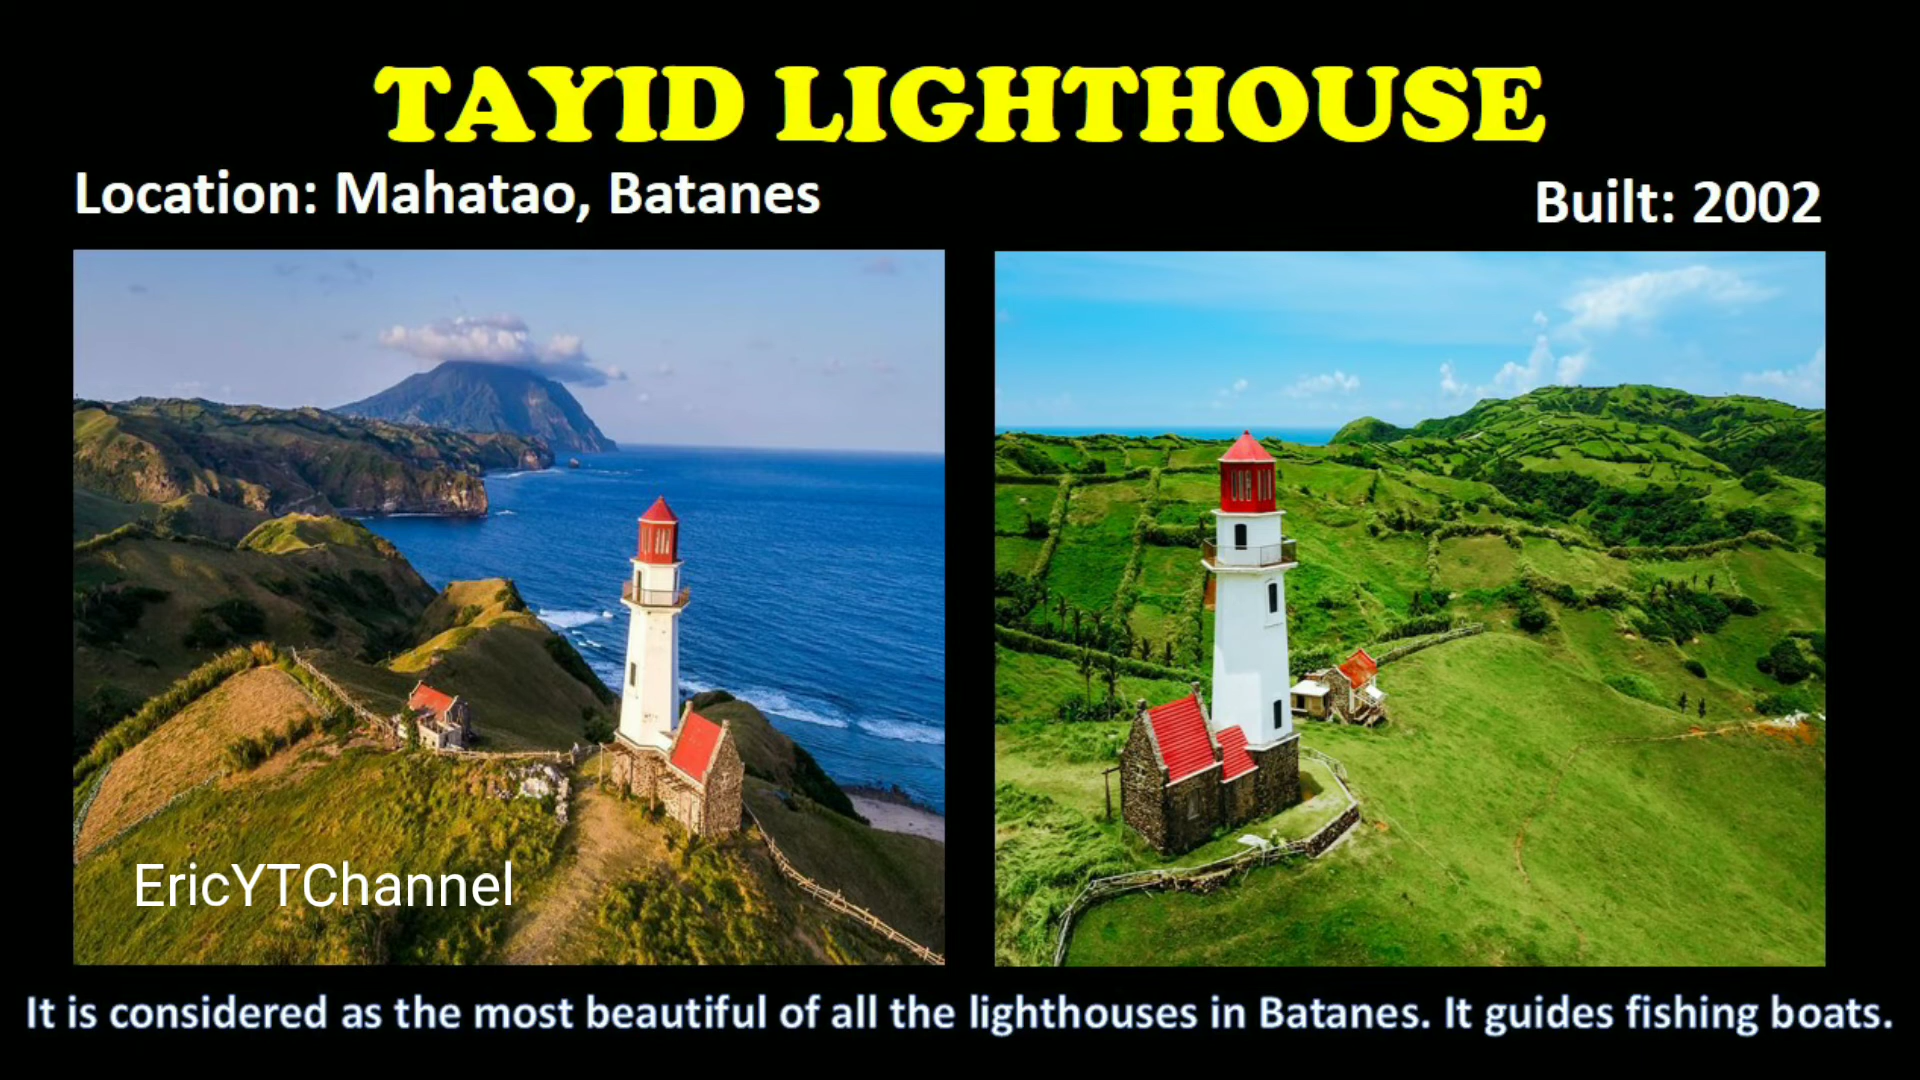 TAYID LIGHTHOUSE
Location: Mahatao, Batanes
Built: 2002
EricYTChannel
It is considered as the most beautiful of all the lighthouses in Batanes. It guides fishing boats.